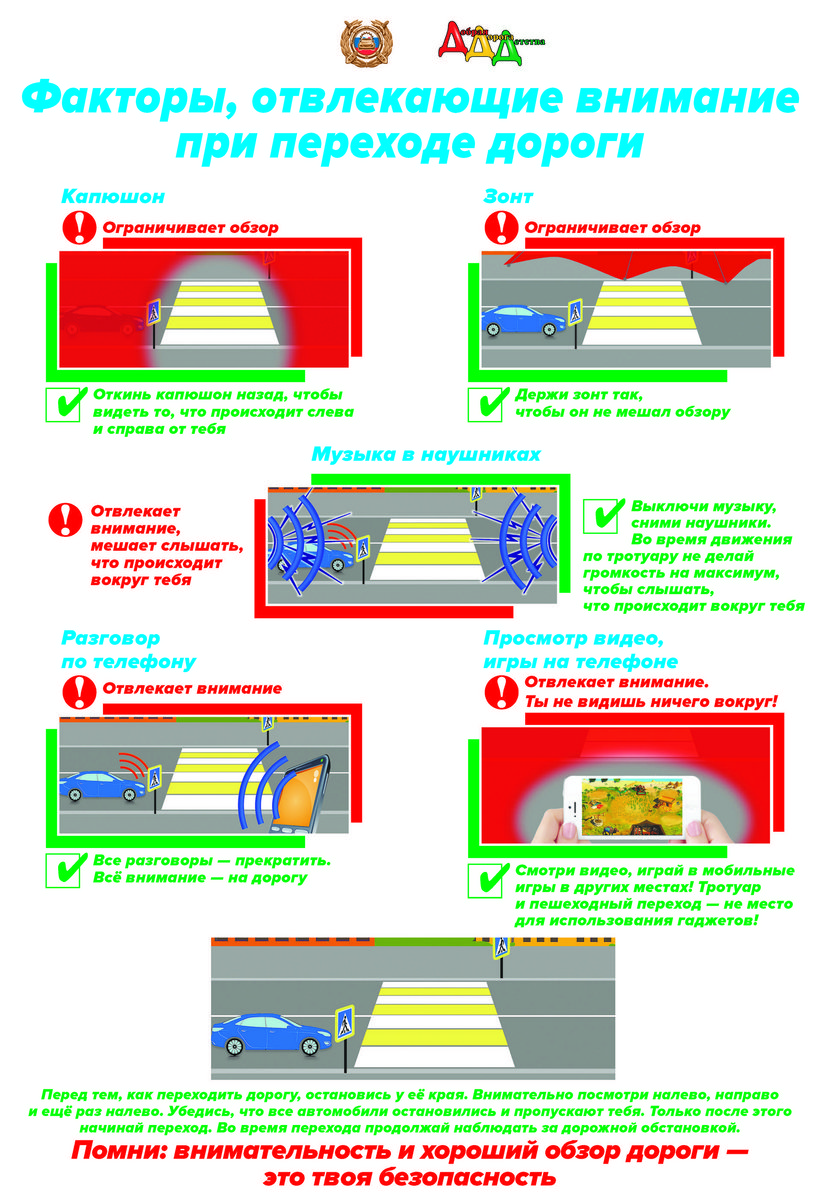 Добрая
Дорога
Детства
Факторы, отвлекающие внимание
при переходе дороги
Капюшон
Ограничивает обзор
Откинь капюшон назад, чтобы
видеть то, что происходит слева
и справа от тебя
Зонт
Ограничивает обзор
Держи зонт так,
чтобы он не мешал обзору
Музыка в наушниках
Отвлекает
внимание,
мешает слышать,
что происходит
вокруг тебя
Выключи музыку,
сними наушники.
Во время движения
по тротуару не делай
громкость на максимум,
чтобы слышать,
что происходит вокруг тебя
Разговор
по телефону
Отвлекает внимание
Все разговоры — прекратить.
Всё внимание — на дорогу
Просмотр видео,
игры на телефоне
Отвлекает внимание.
Ты не видишь ничего вокруг!
Смотри видео, играй в мобильные
игры в других местах! Тротуар
и пешеходный переход — не место
для использования гаджетов!
Перед тем, как переходить дорогу, остановись у её края. Внимательно посмотри налево, направо
и ещё раз налево. Убедись, что все автомобили остановились и пропускают тебя. Только после этого
начинай переход. Во время перехода продолжай наблюдать за дорожной обстановкой.
Помни: внимательность и хороший обзор дороги —
это твоя безопасность